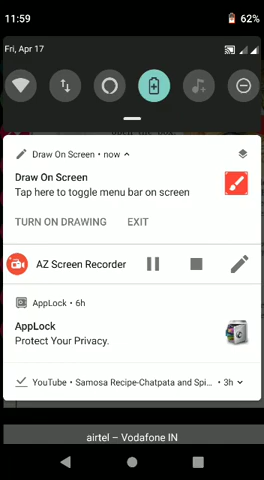 11:59
62%
Fri, Apr 17
Draw On Screen • now
Draw On Screen
Tap here to toggle menu bar on screen
TURN ON DRAWING EXIT
AZ Screen Recorder
AppLock • 6h
AppLock
Protect Your Privacy.
YouTube • Samosa Recipe-Chatpata and Spi... • 3h
airtel – Vodafone IN